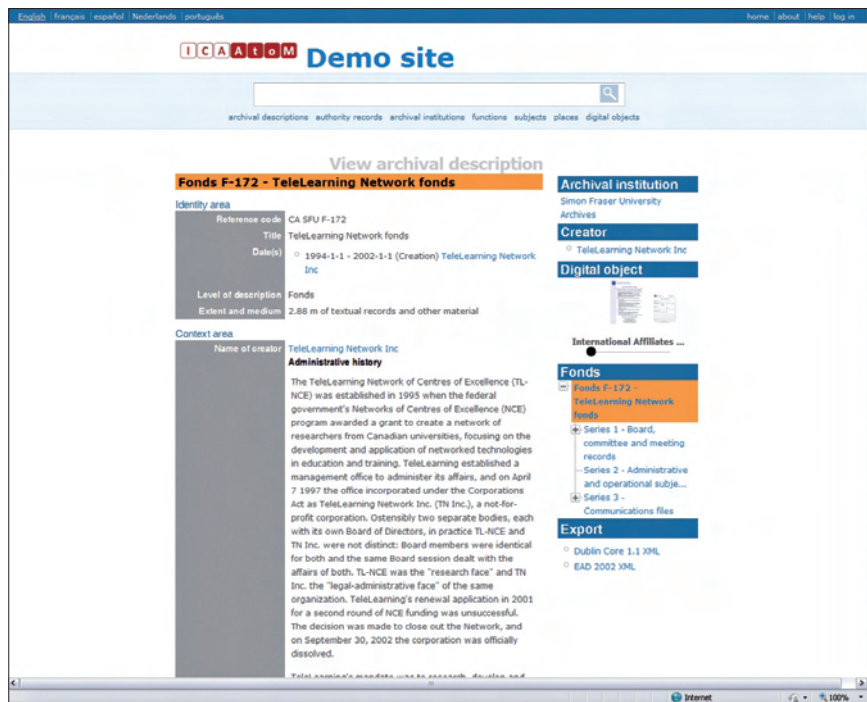 English | français | español | Nederlands | português
home | about | help | log in
ICAAtoM Demo site
archival descriptions authority records archival institutions functions subjects places digital objects
View archival description
Fonds F-172 - TeleLearning Network fonds
Identity area
Reference code CA SFU F-172
Title TeleLearning Network fonds
Date(s) 1994-1-1 - 2002-1-1 (Creation) TeleLearning Network
Inc
Level of description Fonds
Extent and medium 2.88 m of textual records and other material
Context area
Name of creator TeleLearning Network Inc
Administrative history
The TeleLearning Network of Centres of Excellence (TL-
NCE) was established in 1995 when the federal
government's Networks of Centres of Excellence (NCE)
program awarded a grant to create a network of
researchers from Canadian universities, focusing on the
development and application of networked technologies
in education and training. TeleLearning established a
management office to administer its affairs, and on April
7 1997 the office incorporated under the Corporations
Act as TeleLearning Network Inc. (TN Inc.), a not-for-
profit corporation. Ostensibly two separate bodies, each
with its own Board of Directors, in practice TL-NCE and
TN Inc. were not distinct: Board members were identical
for both and the same Board session dealt with the
affairs of both. TL-NCE was the "research face" and TN
Inc. the "legal-administrative face" of the same
organization. TeleLearning's renewal application in 2001
for a second round of NCE funding was unsuccessful.
The decision was made to close out the Network, and
on September 30, 2002 the corporation was officially
dissolved.
TeleLearning's mandate was to research, develop and
Archival institution
Simon Fraser University
Archives
Creator
TeleLearning Network Inc
Digital object
International Affiliates ...
Fonds
Fonds F-172 -
TeleLearning Network
fonds
Series 1 - Board,
committee and meeting
records
Series 2 - Administrative
and operational subje...
Series 3 -
Communications files
Export
Dublin Core 1.1 XML
EAD 2002 XML
Internet
100%